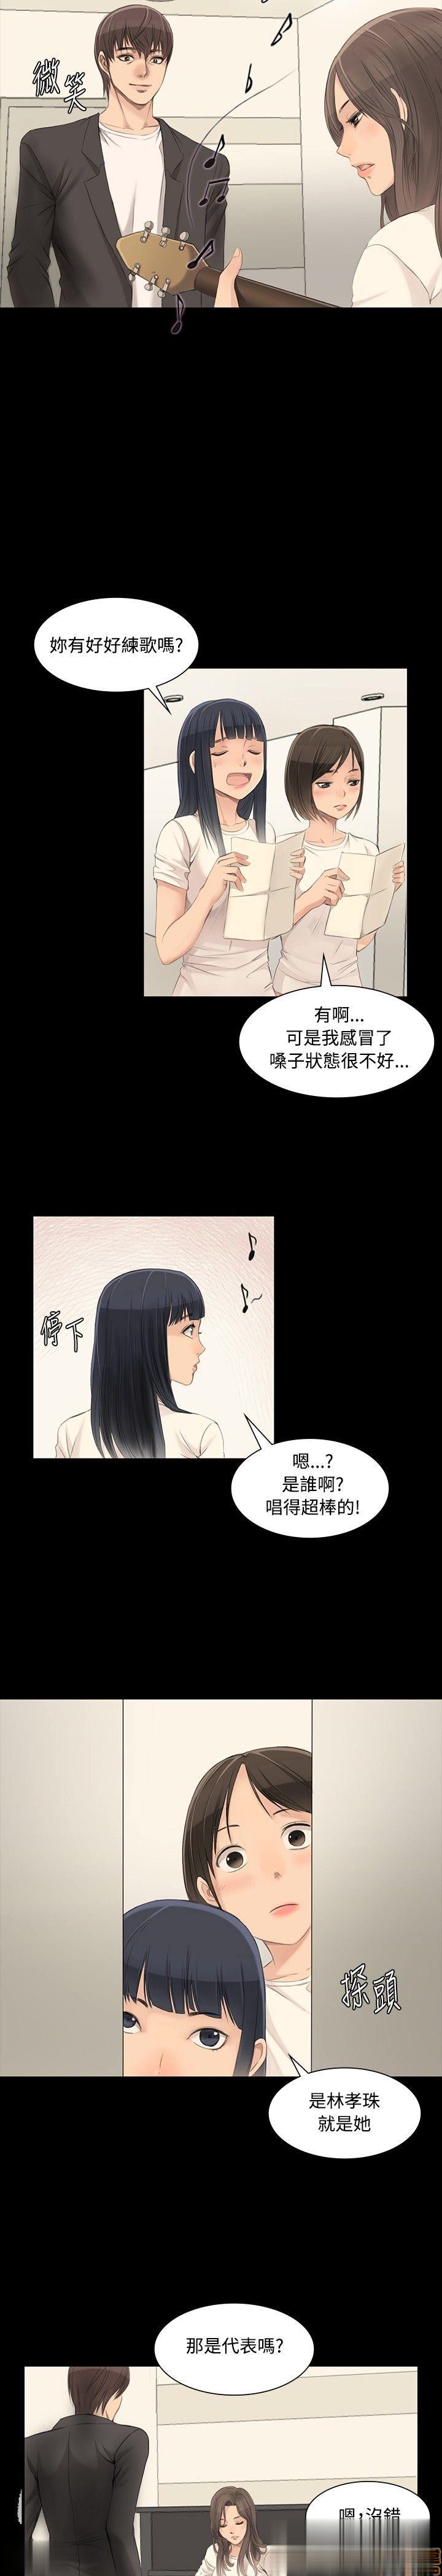 微笑
妳有好好練歌嗎?
有啊...
可是我感冒了
嗓子狀態很不好...
停下
嗯...?
是誰啊?
唱得超棒的!
探頭
是林孝珠
就是她
那是代表嗎?
嗯，沒錯